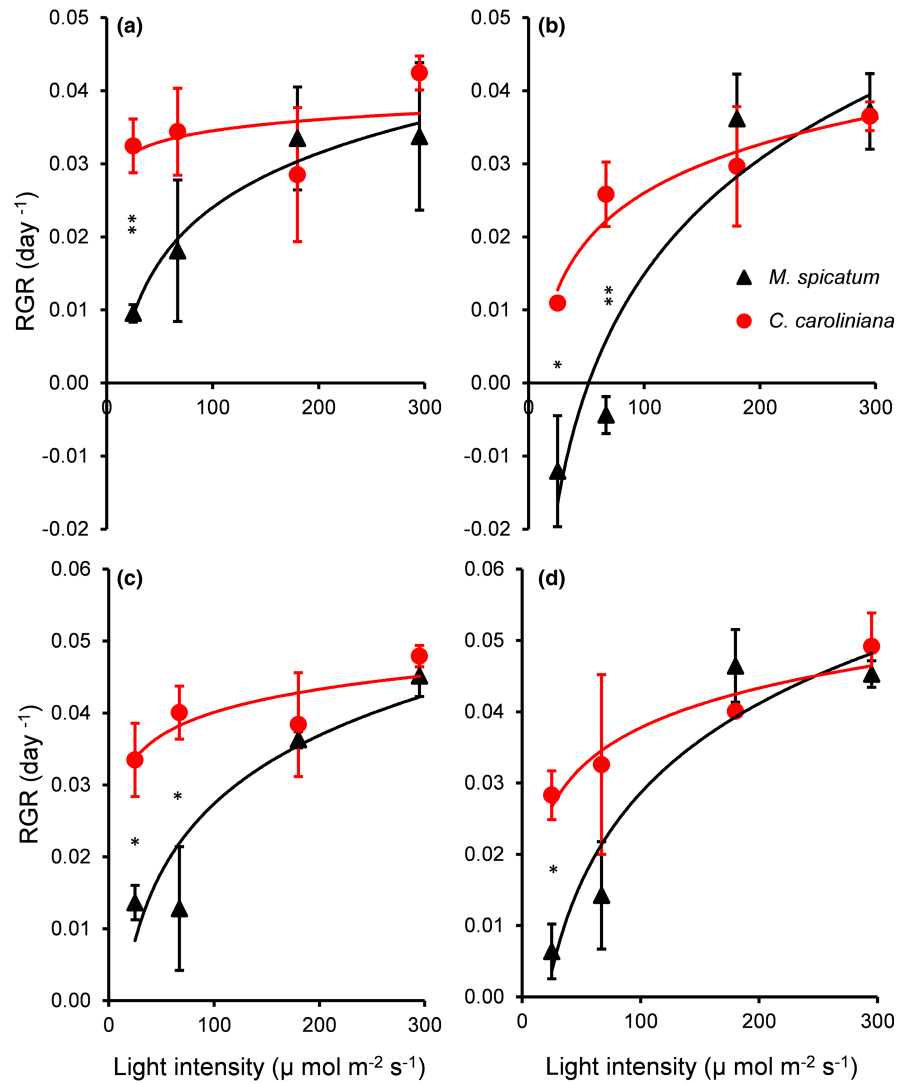 (a)
RGR (day -1)
0.05
0.04
0.03
0.02
0.01
0.00
-0.01
-0.02
0 100 200 300
**
(b)
0.05
0.04
0.03
0.02
0.01
0.00
-0.01
-0.02
0 100 200 300
*
**
M. spicatum
C. caroliniana
(c)
RGR (day -1)
0.06
0.05
0.04
0.03
0.02
0.01
0.00
0 100 200 300
*
*
Light intensity (μ mol m-2 s-1)
(d)
0.06
0.05
0.04
0.03
0.02
0.01
0.00
0 100 200 300
*
Light intensity (μ mol m-2 s-1)